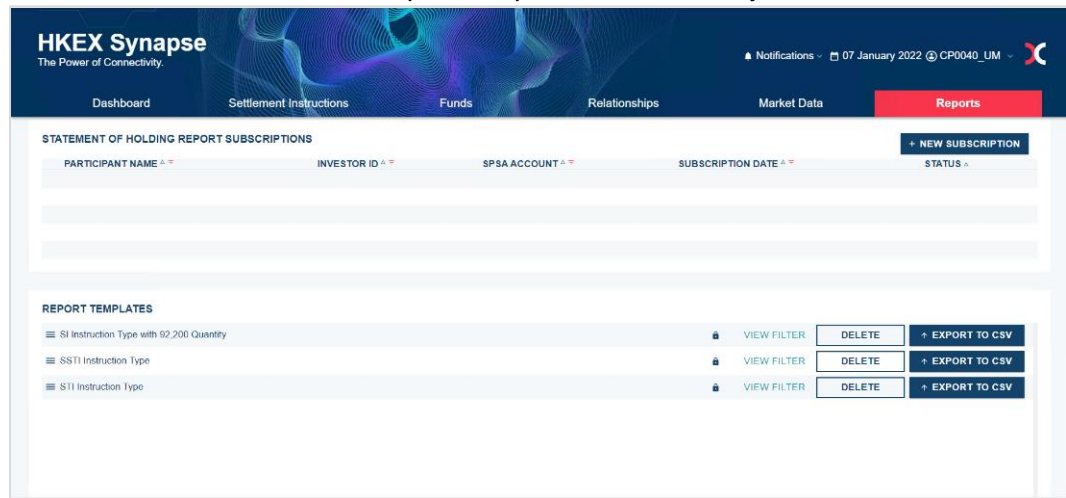 HKEX Synapse
The Power of Connectivity.
Notifications 07 January 2022 CP0040_UM
Dashboard Settlement Instructions Funds Relationships Market Data Reports
STATEMENT OF HOLDING REPORT SUBSCRIPTIONS
+ NEW SUBSCRIPTION
PARTICIPANT NAME INVESTOR ID SPSA ACCOUNT SUBSCRIPTION DATE STATUS
REPORT TEMPLATES
SI Instruction Type with 92,200 Quantity VIEW FILTER DELETE ↑ EXPORT TO CSV
SSTI Instruction Type VIEW FILTER DELETE ↑ EXPORT TO CSV
STI Instruction Type VIEW FILTER DELETE ↑ EXPORT TO CSV